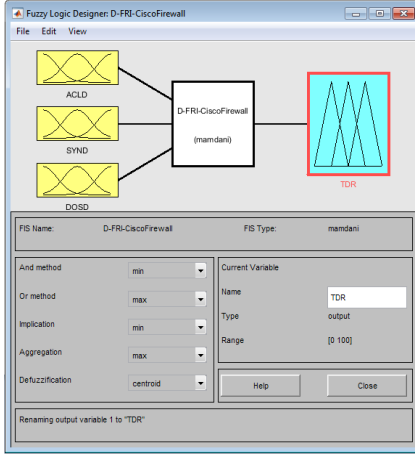 Fuzzy Logic Designer: D-FRI-CiscoFirewall
File Edit View
ACLD
SYND
DOSD
D-FRI-CiscoFirewall
(mamdani)
TDR
FIS Name: D-FRI-CiscoFirewall FIS Type: mamdani
And method min
Or method max
Implication min
Aggregation max
Defuzzification centroid
Current Variable
Name TDR
Type output
Range [0 100]
Help Close
Renaming output variable 1 to "TDR"